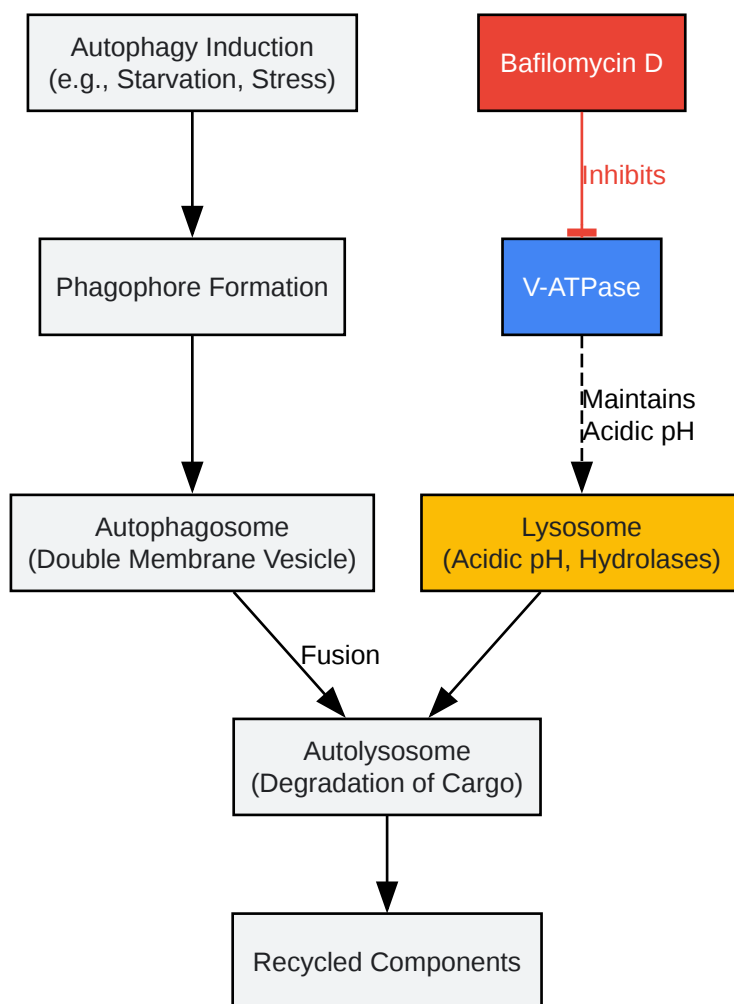 Autophagy Induction
(e.g., Starvation, Stress)
Bafilomycin D
Inhibits
Phagophore Formation
V-ATPase
Maintains
Acidic pH
Autophagosome
(Double Membrane Vesicle)
Lysosome
(Acidic pH, Hydrolases)
Fusion
Autolysosome
(Degradation of Cargo)
Recycled Components